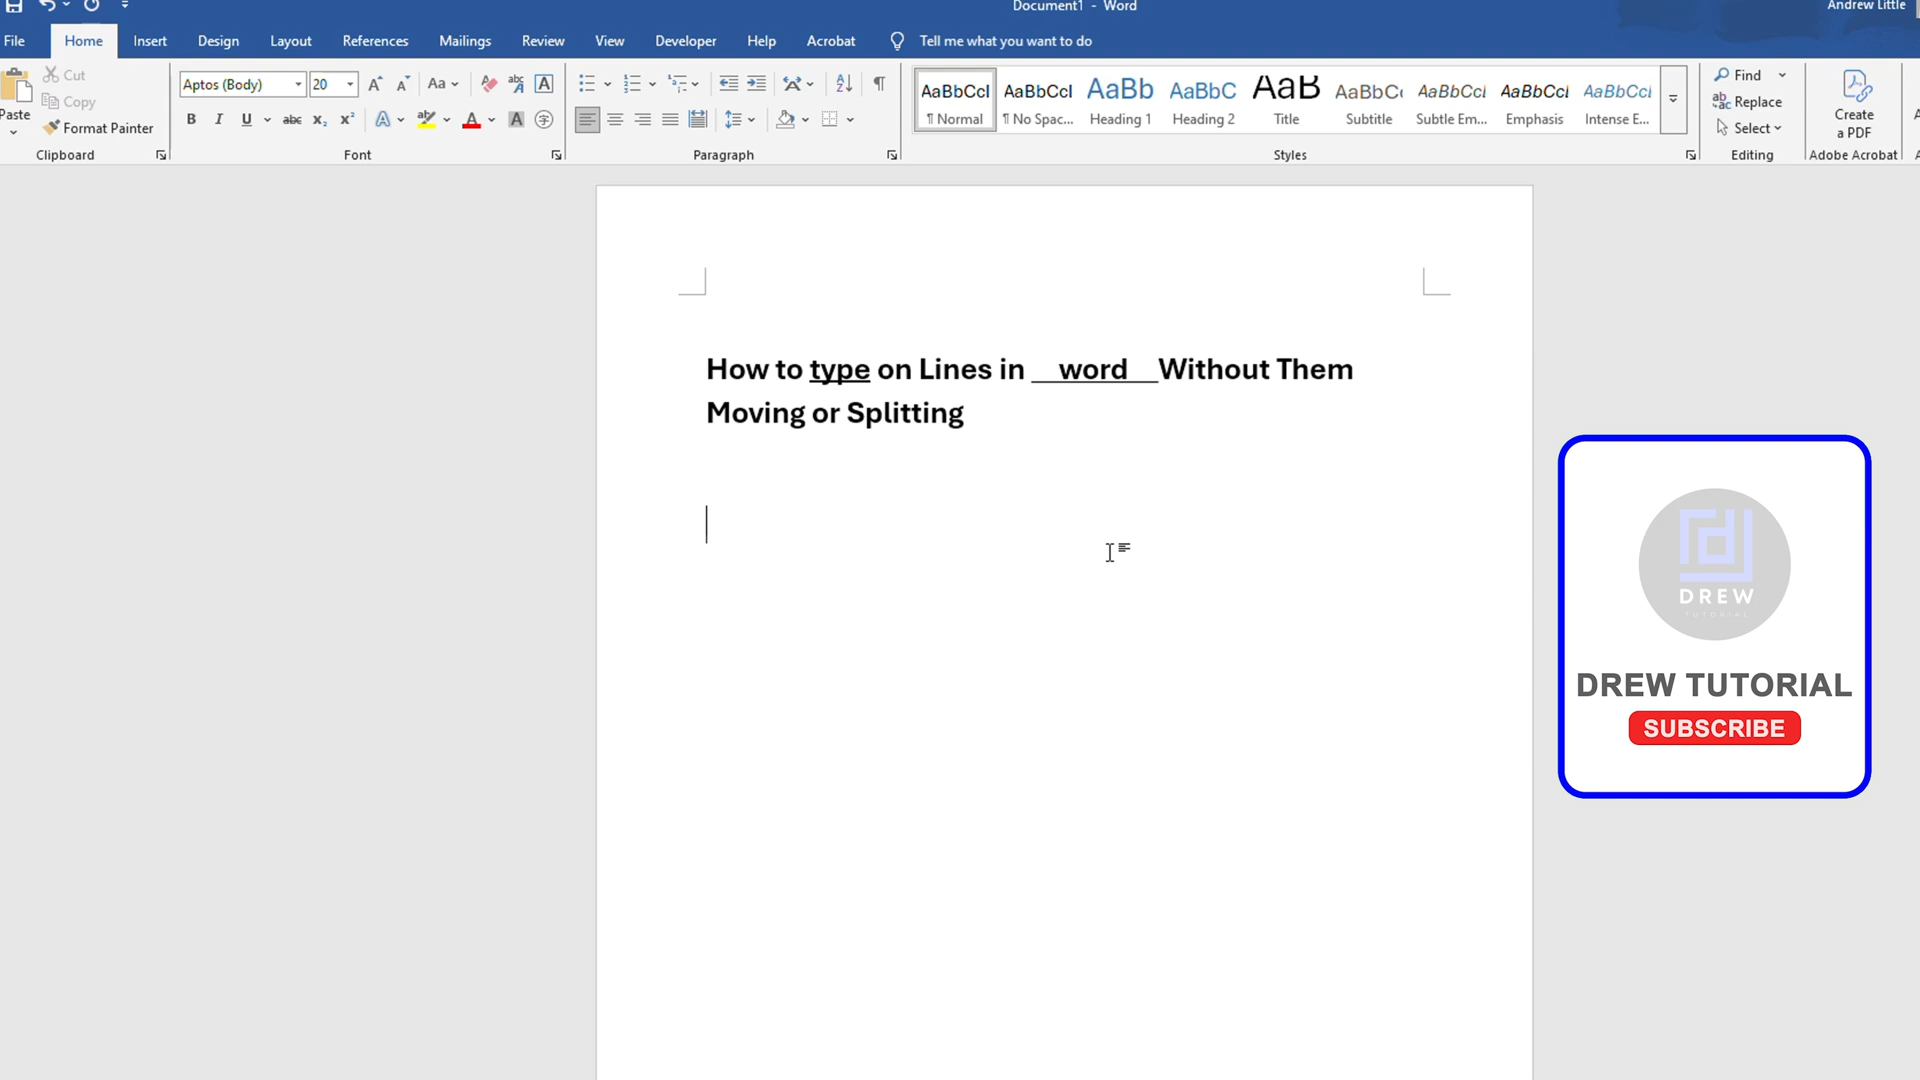 Document1 - Word
Andrew Little
File Home Insert Design Layout References Mailings Review View Developer Help Acrobat Tell me what you want to do
Paste
Cut
Copy
Format Painter
Clipboard
Aptos (Body) 20
Font
Paragraph
AaBbCcI AaBbCcI AaBb AaBbC AaB AaBbC AaBbCcI AaBbCcI AaBbCcI
¶ Normal ¶ No Spac... Heading 1 Heading 2 Title Subtitle Subtle Em... Emphasis Intense E...
Styles
Find
Replace
Select
Editing
Create
a PDF
Adobe Acrobat
How to type on Lines in __word__Without Them
Moving or Splitting
DREW
TUTORIAL
DREW TUTORIAL
SUBSCRIBE